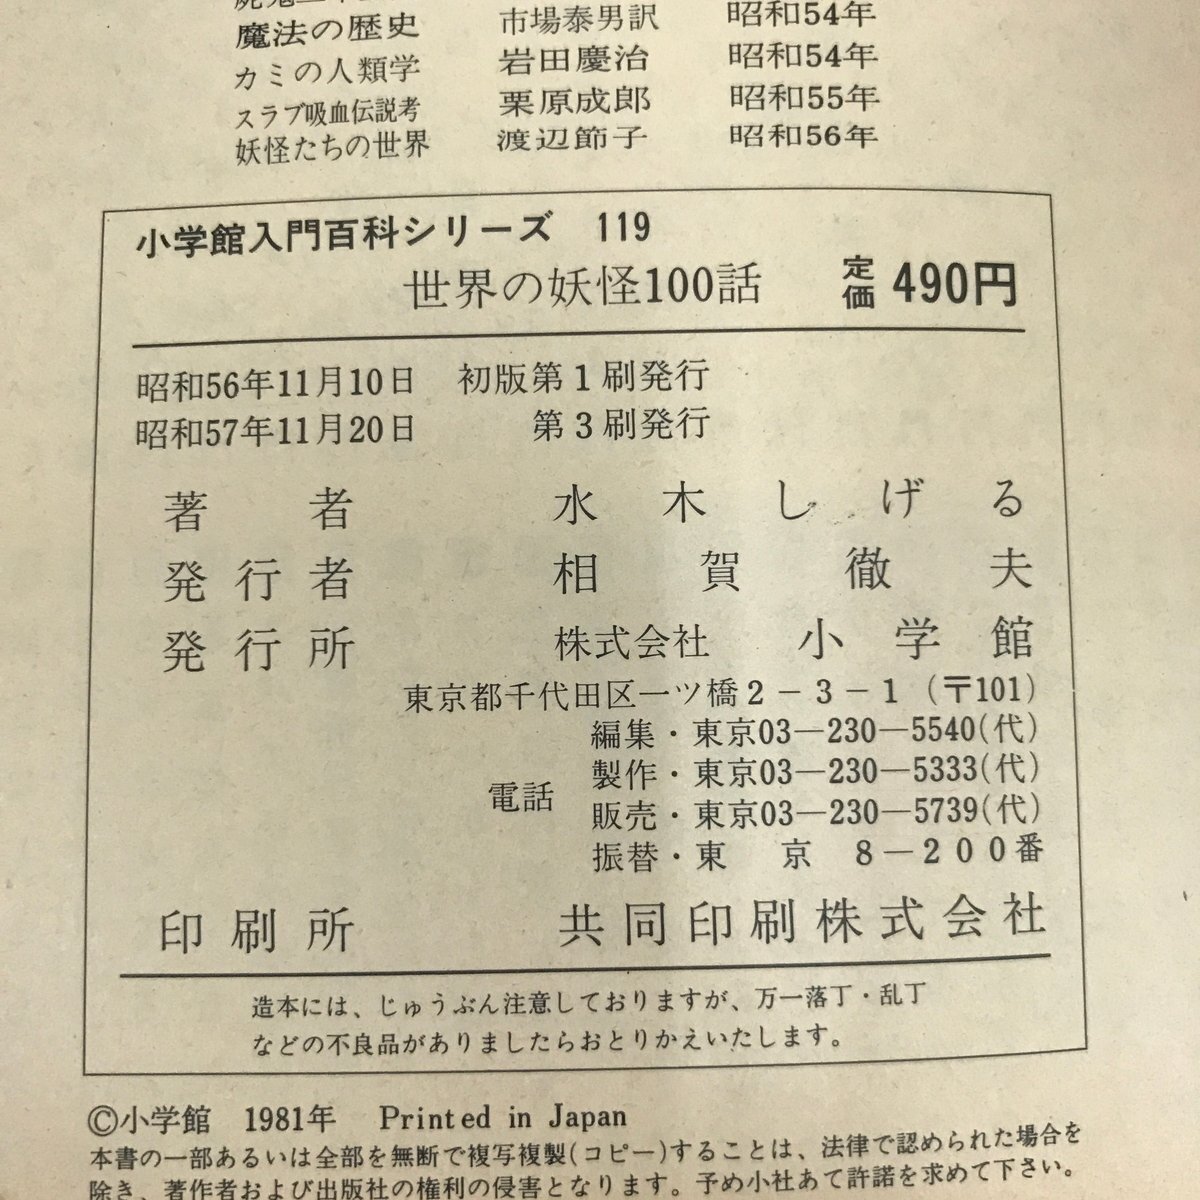 魔法の歴史 市場泰男訳 昭和54年
カミの人類学 岩田慶治 昭和54年
スラブ吸血伝説考 栗原成郎 昭和55年
妖怪たちの世界 渡辺節子 昭和56年
小学館入門百科シリーズ 119
世界の妖怪100話 定価 490円
昭和56年11月10日 初版第1刷発行
昭和57年11月20日 第3刷発行
著者 水木しげる
発行者 相賀徹夫
発行所 株式会社 小学館
東京都千代田区一ツ橋2-3-1 (〒101)
編集・東京03-230-5540(代)
製作・東京03-230-5333(代)
電話
販売・東京03-230-5739(代)
振替・東京 8-200番
印刷所 共同印刷株式会社
造本には、じゅうぶん注意しておりますが、万一落丁・乱丁
などの不良品がありましたらおとりかえいたします。
©小学館 1981年 Printed in Japan
本書の一部あるいは全部を無断で複写複製(コピー)することは、法律で認められた場合を
除き、著作者および出版社の権利の侵害となります。予め小社あて許諾を求めて下さい。